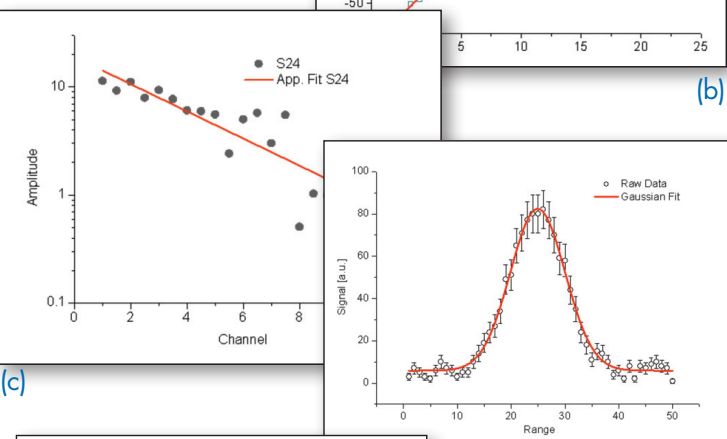 -50
5 10 15 20 25
(b)
S24
App. Fit S24
10
1
0.1
Amplitude
0 2 4 6 8
Channel
(c)
Raw Data
Gaussian Fit
100
80
60
40
20
0
Signal [a.u.]
0 10 20 30 40 50
Range